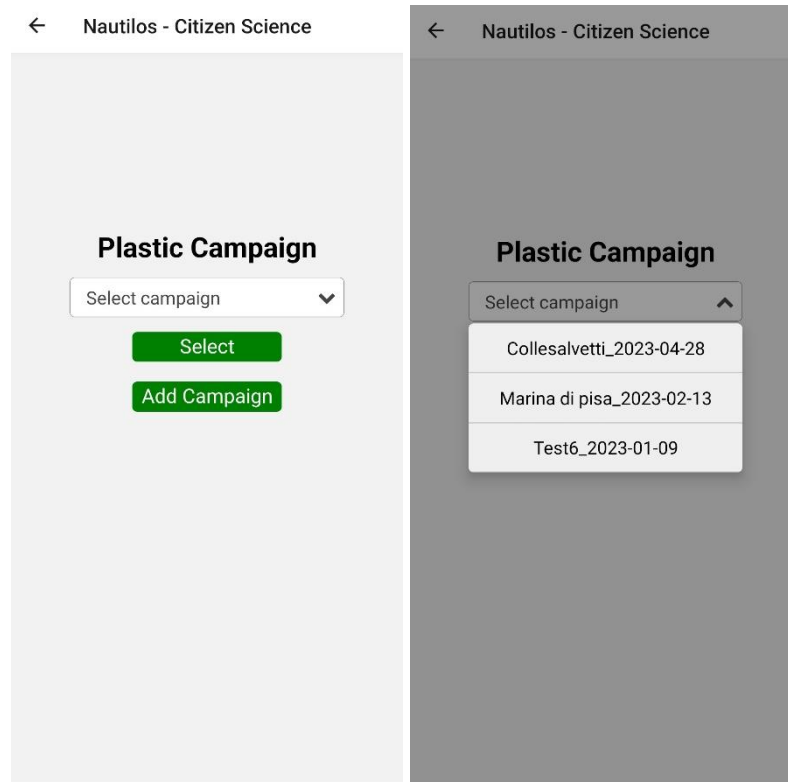 Nautilos - Citizen Science
Plastic Campaign
Select campaign
Select
Add Campaign
Nautilos - Citizen Science
Plastic Campaign
Select campaign
Collesalvetti_2023-04-28
Marina di pisa_2023-02-13
Test6_2023-01-09